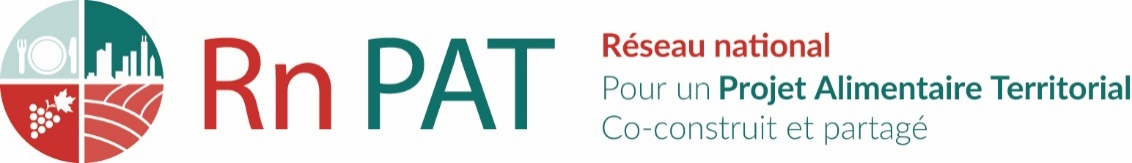 Rn PAT
Réseau national
Pour un Projet Alimentaire Territorial
Co-construit et partagé